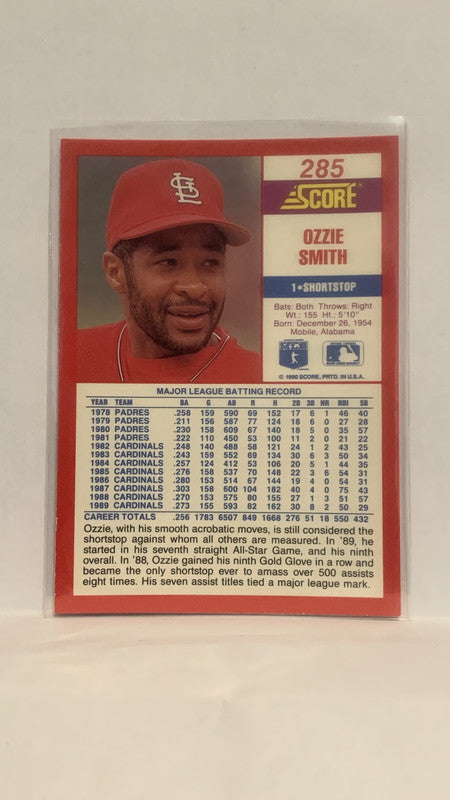 285
SCORE
OZZIE
SMITH
1•SHORTSTOP
Bats: Both Throws: Right
Wt.: 155 Ht.: 5'10"
Born: December 26, 1954
Mobile, Alabama
© 1990 SCORE, PRTD. IN U.S.A.
MAJOR LEAGUE BATTING RECORD
YEAR TEAM BA G AB R H 2B 3B HR RBI SB
1978 PADRES .258 159 590 69 152 17 6 1 46 40
1979 PADRES .211 156 587 77 124 18 6 0 27 28
1980 PADRES .230 158 609 67 140 18 5 0 35 57
1981 PADRES .222 110 450 53 100 11 2 0 21 22
1982 CARDINALS .248 140 488 58 121 24 1 2 43 25
1983 CARDINALS .243 159 552 69 134 30 6 3 50 34
1984 CARDINALS .257 124 412 53 106 20 5 1 44 35
1985 CARDINALS .276 158 537 70 148 22 3 6 54 31
1986 CARDINALS .280 153 514 67 144 19 4 0 54 31
1987 CARDINALS .303 158 600 104 182 40 4 0 75 43
1988 CARDINALS .270 153 575 80 155 27 1 3 51 57
1989 CARDINALS .273 155 593 82 162 30 8 2 50 29
CAREER TOTALS .256 1783 6507 849 1668 276 51 18 550 432
Ozzie, with his smooth acrobatic moves, is still considered the
shortstop against whom all others are measured. In '89, he
started in his seventh straight All-Star Game, and his ninth
overall. In '88, Ozzie gained his ninth Gold Glove in a row and
became the only shortstop ever to amass over 500 assists
eight times. His seven assist titles tied a major league mark.